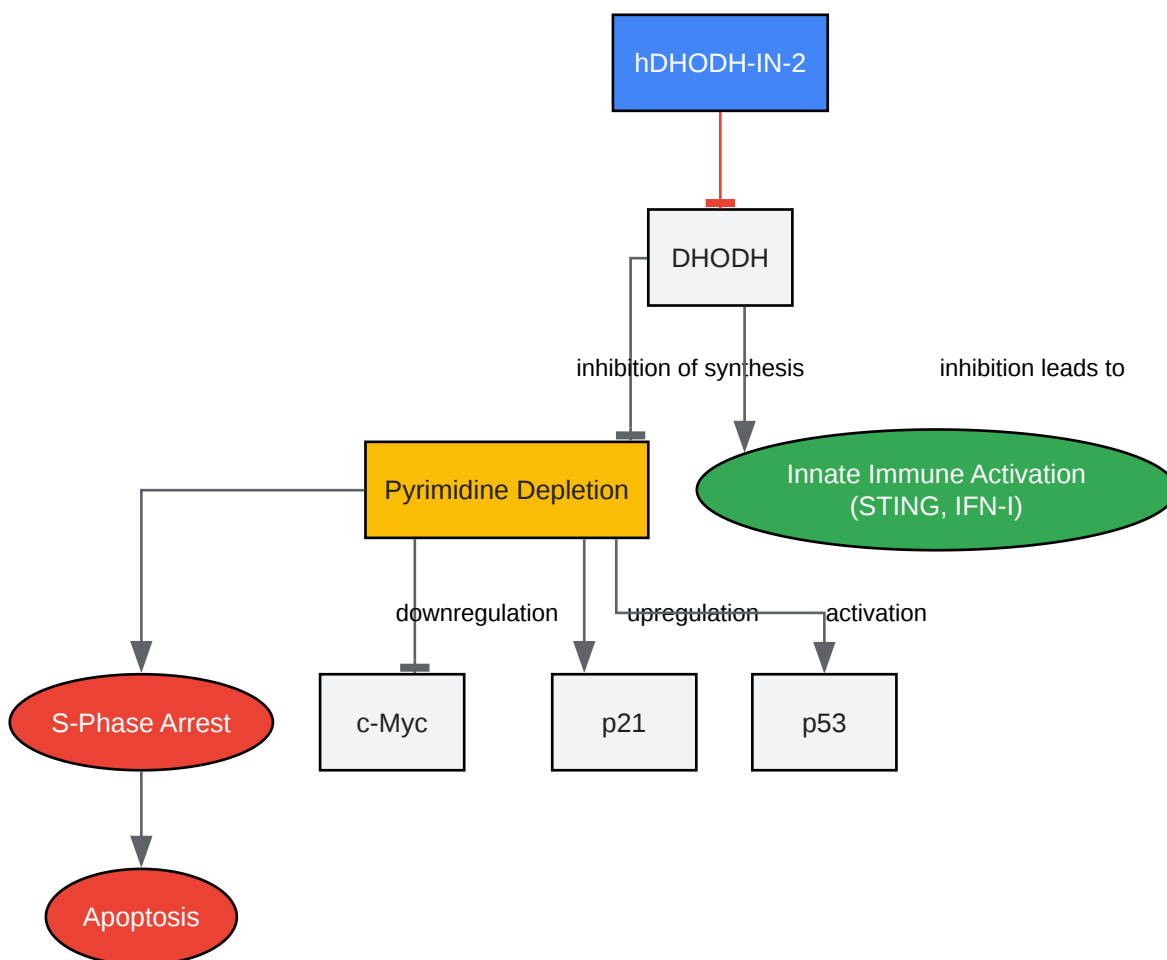 hDHODH-IN-2
DHODH
inhibition of synthesis
inhibition leads to
Pyrimidine Depletion
Innate Immune Activation
(STING, IFN-I)
downregulation
upregulation
activation
S-Phase Arrest
c-Myc
p21
p53
Apoptosis